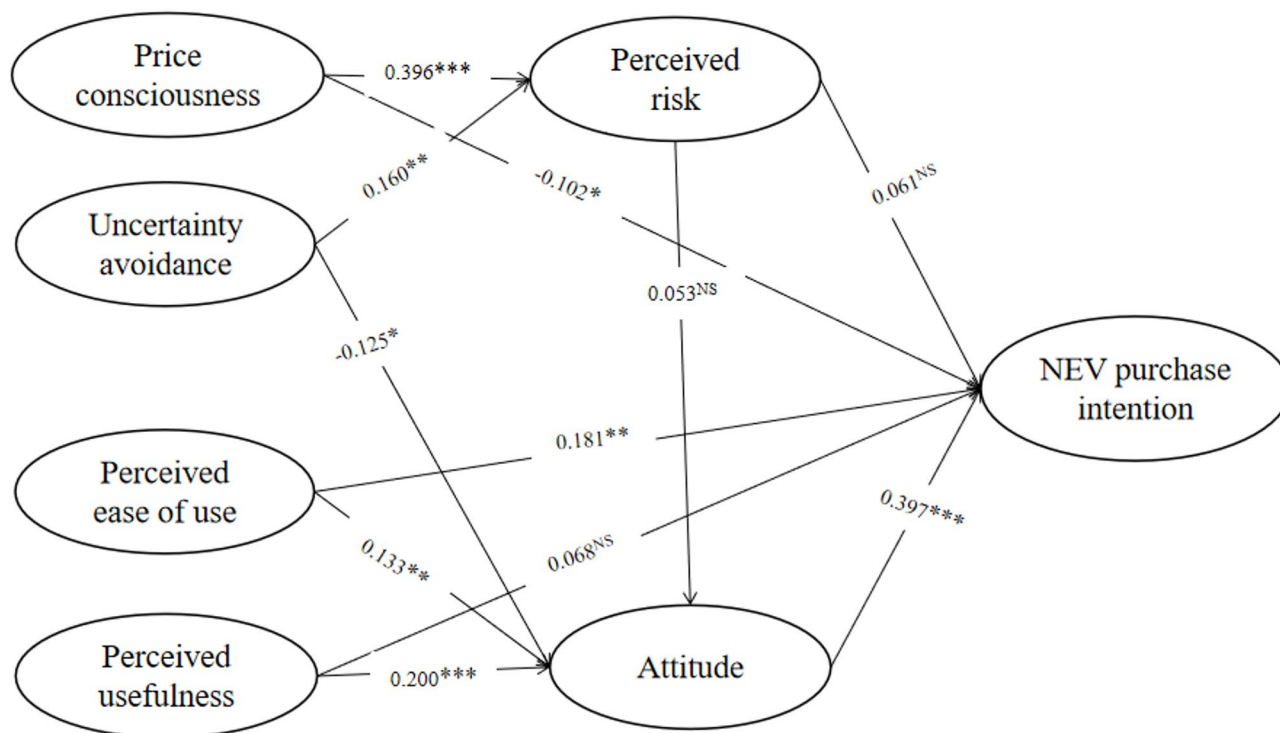 Price
consciousness
0.396***
Perceived
risk
0.160**
-0.102*
0.061NS
Uncertainty
avoidance
0.053NS
-0.125*
NEV purchase
intention
0.181**
Perceived
ease of use
0.397***
0.133**
0.068NS
Perceived
usefulness
0.200***
Attitude